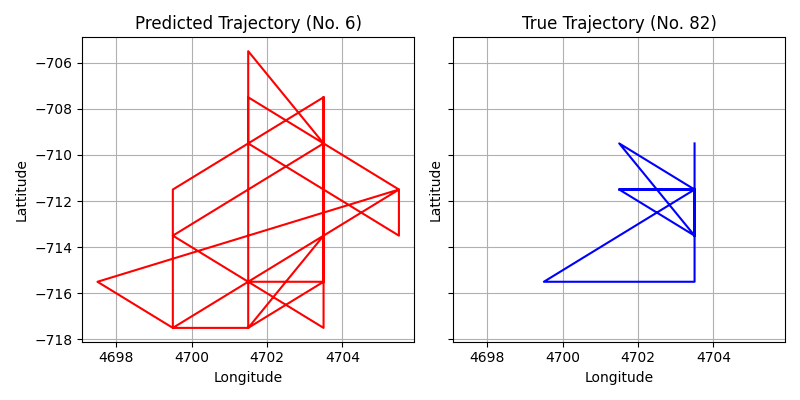 Predicted Trajectory (No. 6)
True Trajectory (No. 82)
Lattitude
−706
−708
−710
−712
−714
−716
−718
4698
4700
4702
4704
Longitude
Lattitude
4698
4700
4702
4704
Longitude